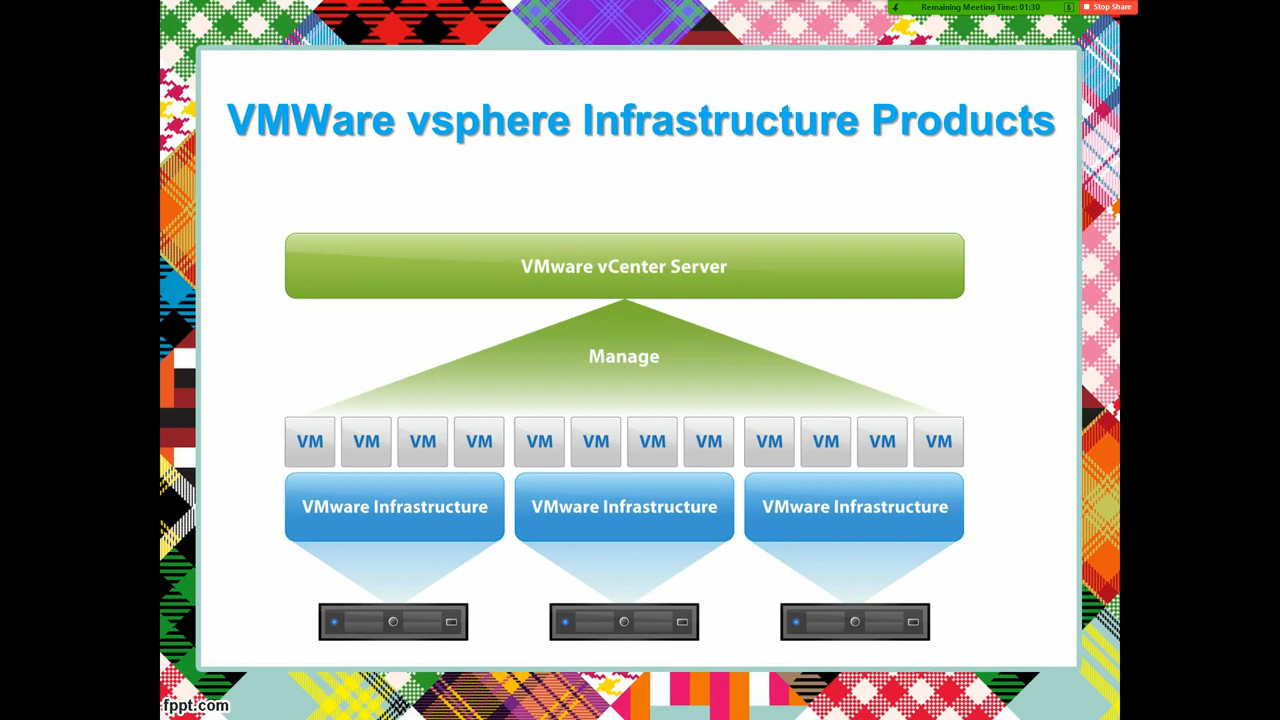 Remaining Meeting Time: 01:30
Stop Share
VMWare vsphere Infrastructure Products
VMware vCenter Server
Manage
VM VM VM VM VM VM VM VM VM VM VM VM
VMware Infrastructure VMware Infrastructure VMware Infrastructure
fppt.com